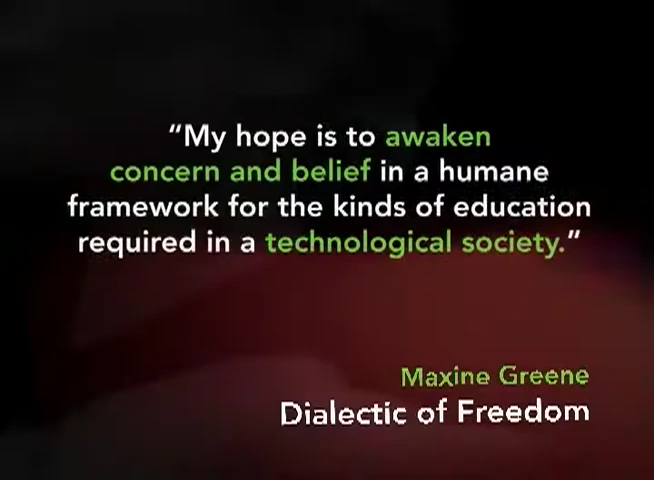 “My hope is to awaken
concern and belief in a humane
framework for the kinds of education
required in a technological society.”
Maxine Greene
Dialectic of Freedom